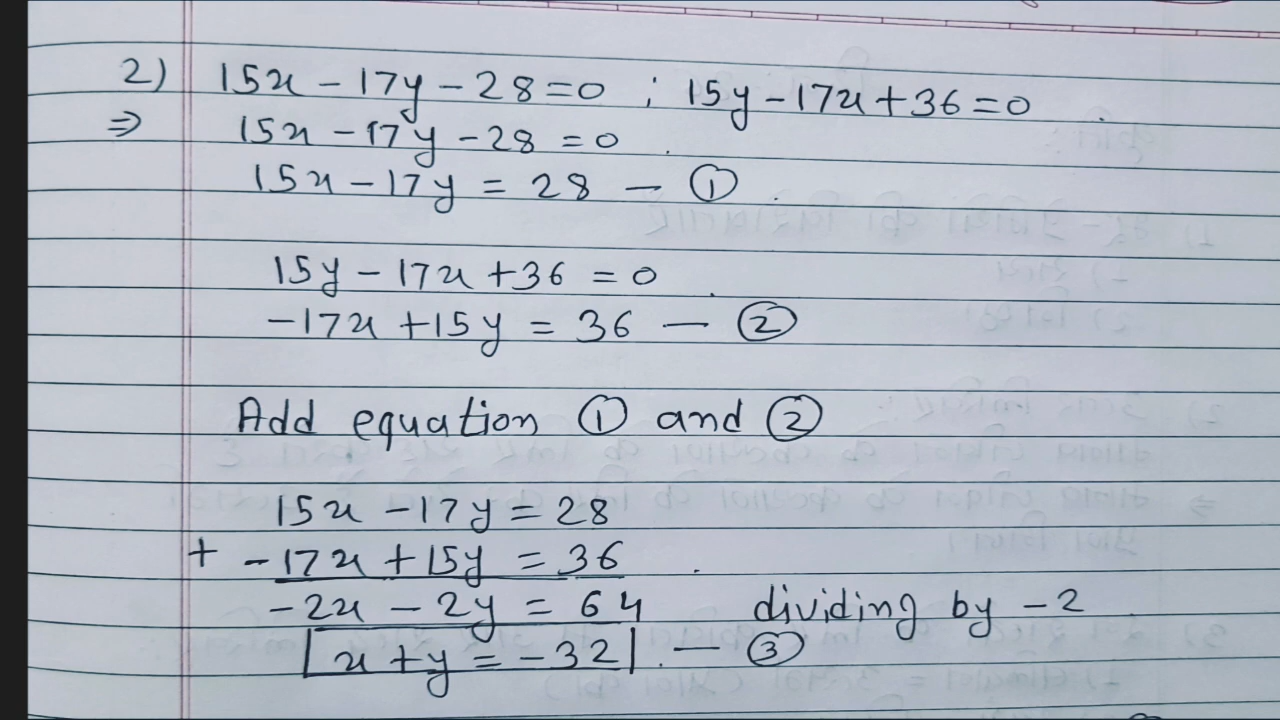 2) 15x - 17y - 28 = 0 ; 15y - 17x + 36 = 0
⇒ 15x - 17y - 28 = 0
15x - 17y = 28 — ①
15y - 17x + 36 = 0
-17x + 15y = 36 — ②
Add equation ① and ②
15x - 17y = 28
+ -17x + 15y = 36
-2x - 2y = 64 dividing by -2
x + y = -32 — ③